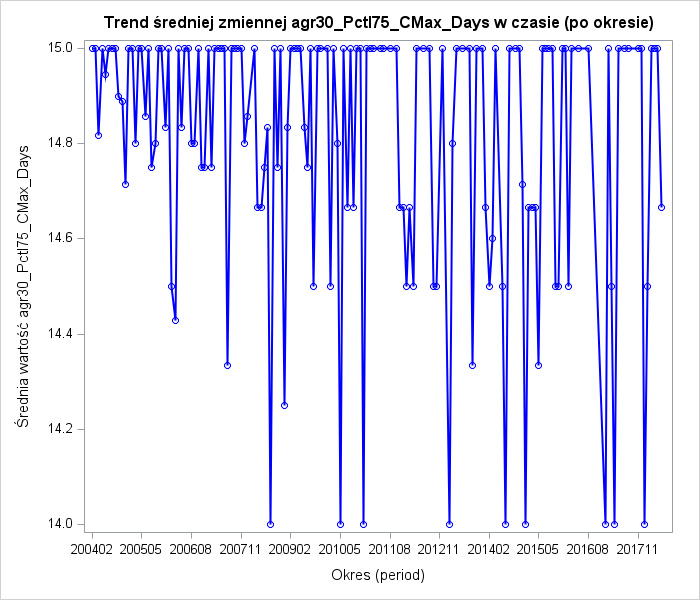 Trend średniej zmiennej agr30_Pctl75_CMax_Days w czasie (po okresie)
Średnia wartość agr30_Pctl75_CMax_Days
15.0
14.8
14.6
14.4
14.2
14.0
200402 200505 200608 200711 200902 201005 201108 201211 201402 201505 201608 201711
Okres (period)